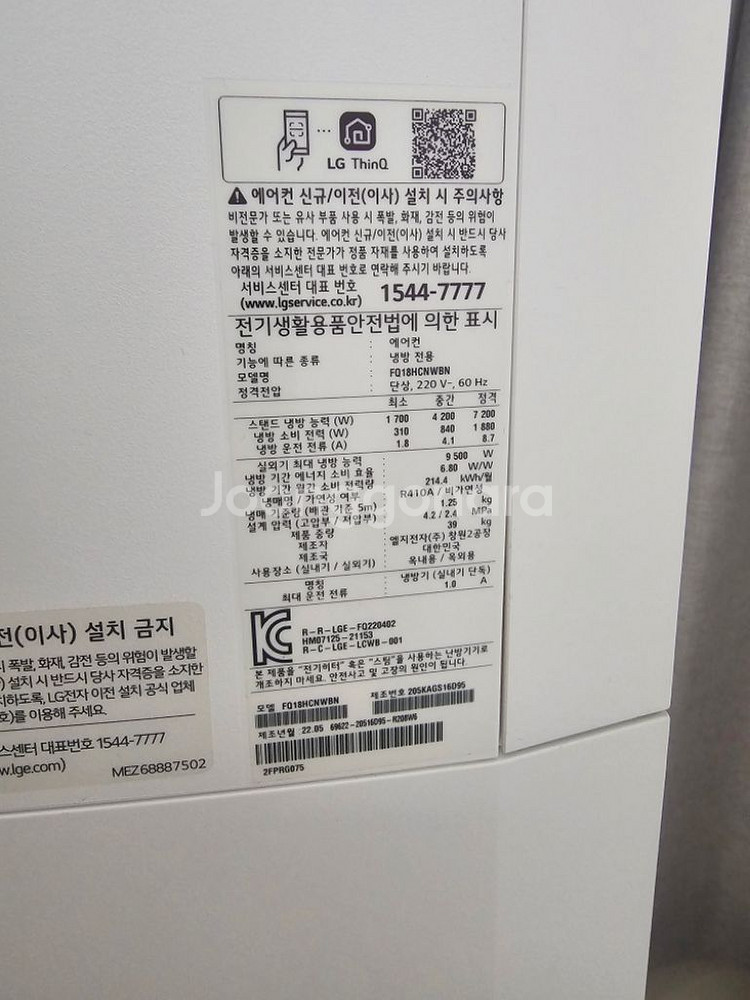 LG ThinQ
에어컨 신규/이전(이사) 설치 시 주의사항
비전문가 또는 유사 부품 사용 시 폭발, 화재, 감전 등의 위험이
발생할 수 있습니다. 에어컨 신규/이전(이사) 설치 시 반드시 당사
자격증을 소지한 전문가가 정품 자재를 사용하여 설치하도록
아래의 서비스센터 대표 번호로 연락해 주시기 바랍니다.
서비스센터 대표 번호
(www.lgservice.co.kr) 1544-7777
전기생활용품안전법에 의한 표시
명칭 : 에어컨
기능에 따른 종류 : 냉방 전용
모델명 : FQ18HCNWBN
정격전압 : 단상, 220 V~, 60 Hz
최소 중간 정격
스탠드 냉방 능력 (W) 1 700 4 200 7 200
냉방 소비 전력 (W) 310 840 1 880
냉방 운전 전류 (A) 1.8 4.1 8.7
실외기 최대 냉방 능력 : 9 500 W
냉방 기간 에너지 소비 효율 : 6.80 W/W
냉방 기간 월간 소비 전력량 : 214.4 kWh/월
냉매명 / 가연성 여부 : R410A / 비가연성
냉매 기준량 (배관 기준 5m) : 1.25 kg
설계 압력 (고압부 / 저압부) : 4.2 / 2.4 MPa
제품 중량 : 39 kg
제조자 : 엘지전자(주) 창원2공장
제조국 : 대한민국
사용장소 (실내기 / 실외기) : 옥내용 / 옥외용
명칭 : 냉방기 (실내기 단독)
최대 운전 전류 : 1.0 A
R-R-LGE-FQ220402
HM07125-21153
R-C-LGE-LCWB-001
본 제품을 "전기히터" 혹은 "스팀"을 사용하는 난방기기로
개조하지 마세요. 안전사고 및 고장의 원인이 됩니다.
모델 FQ18HCNWBN 제조번호 205KAGS16D95
제조년월 22.05 69622-20516D95-R208W6
2FPRG075
전(이사) 설치 금지
시 폭발, 화재, 감전 등의 위험이 발생할
) 설치 시 반드시 당사 자격증을 소지한
치하도록, LG전자 이전 설치 공식 업체
호)를 이용해 주세요.
스센터 대표번호 1544-7777
w.lge.com)
MEZ68887502